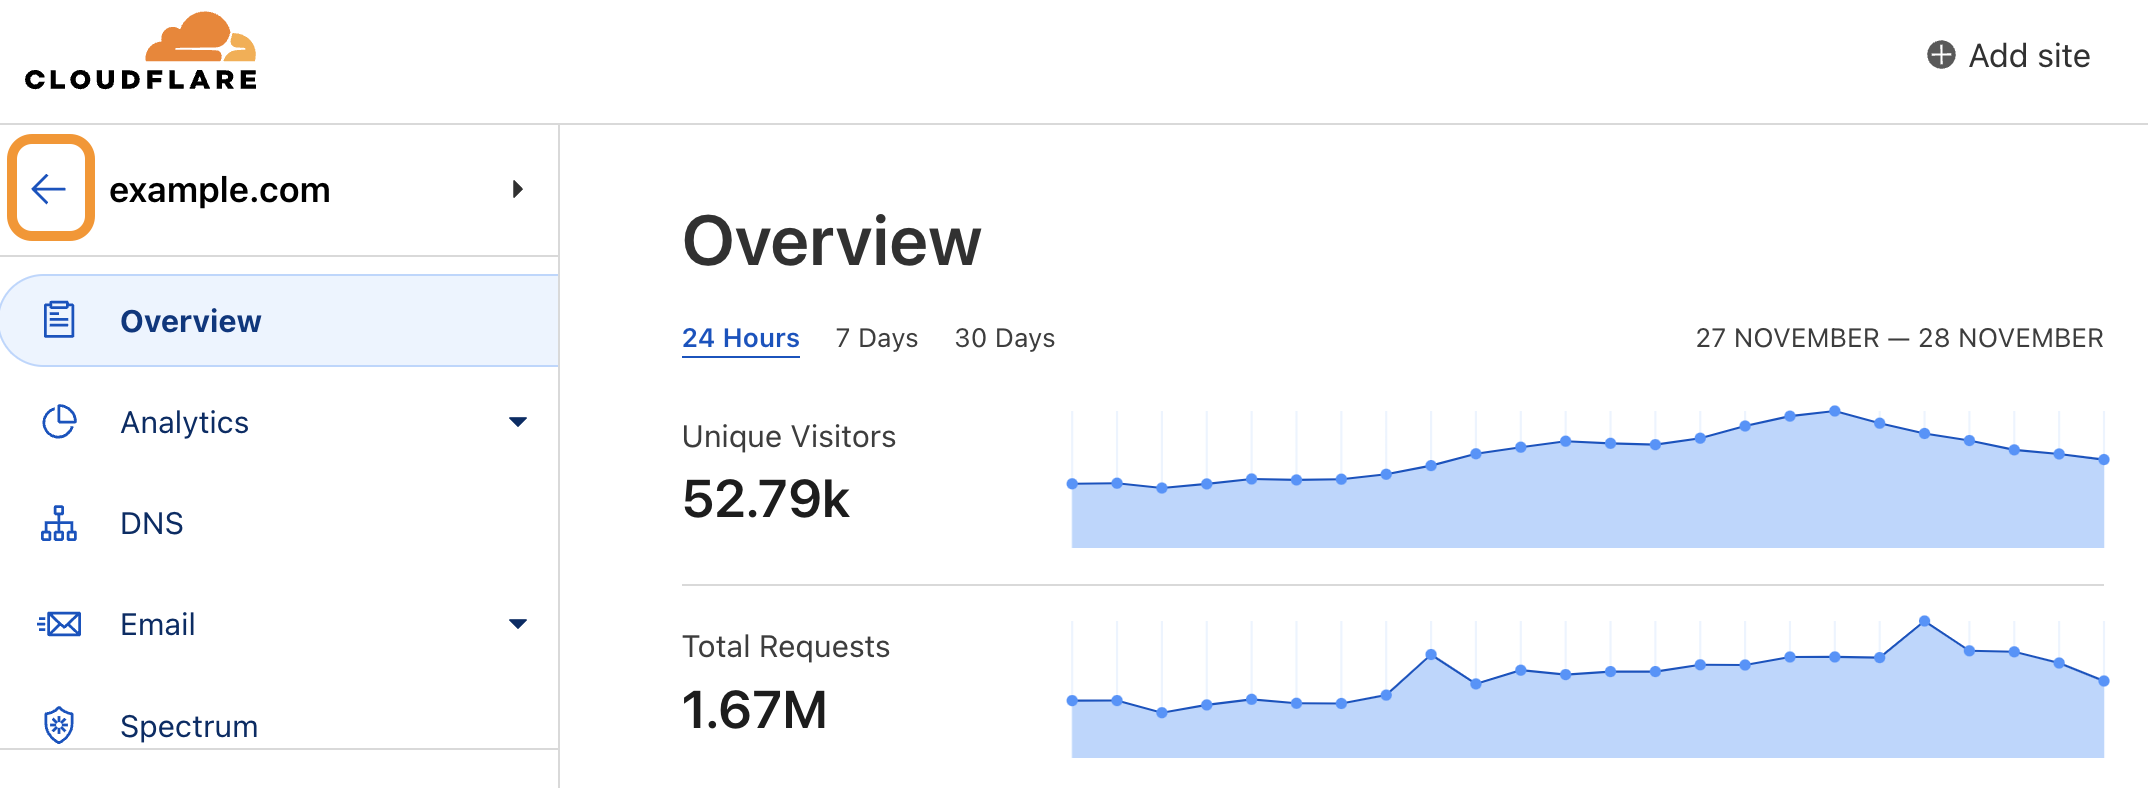 CLOUDFLARE
Add site
example.com
Overview
Analytics
DNS
Email
Spectrum
Overview
24 Hours 7 Days 30 Days
27 NOVEMBER — 28 NOVEMBER
Unique Visitors
52.79k
Total Requests
1.67M